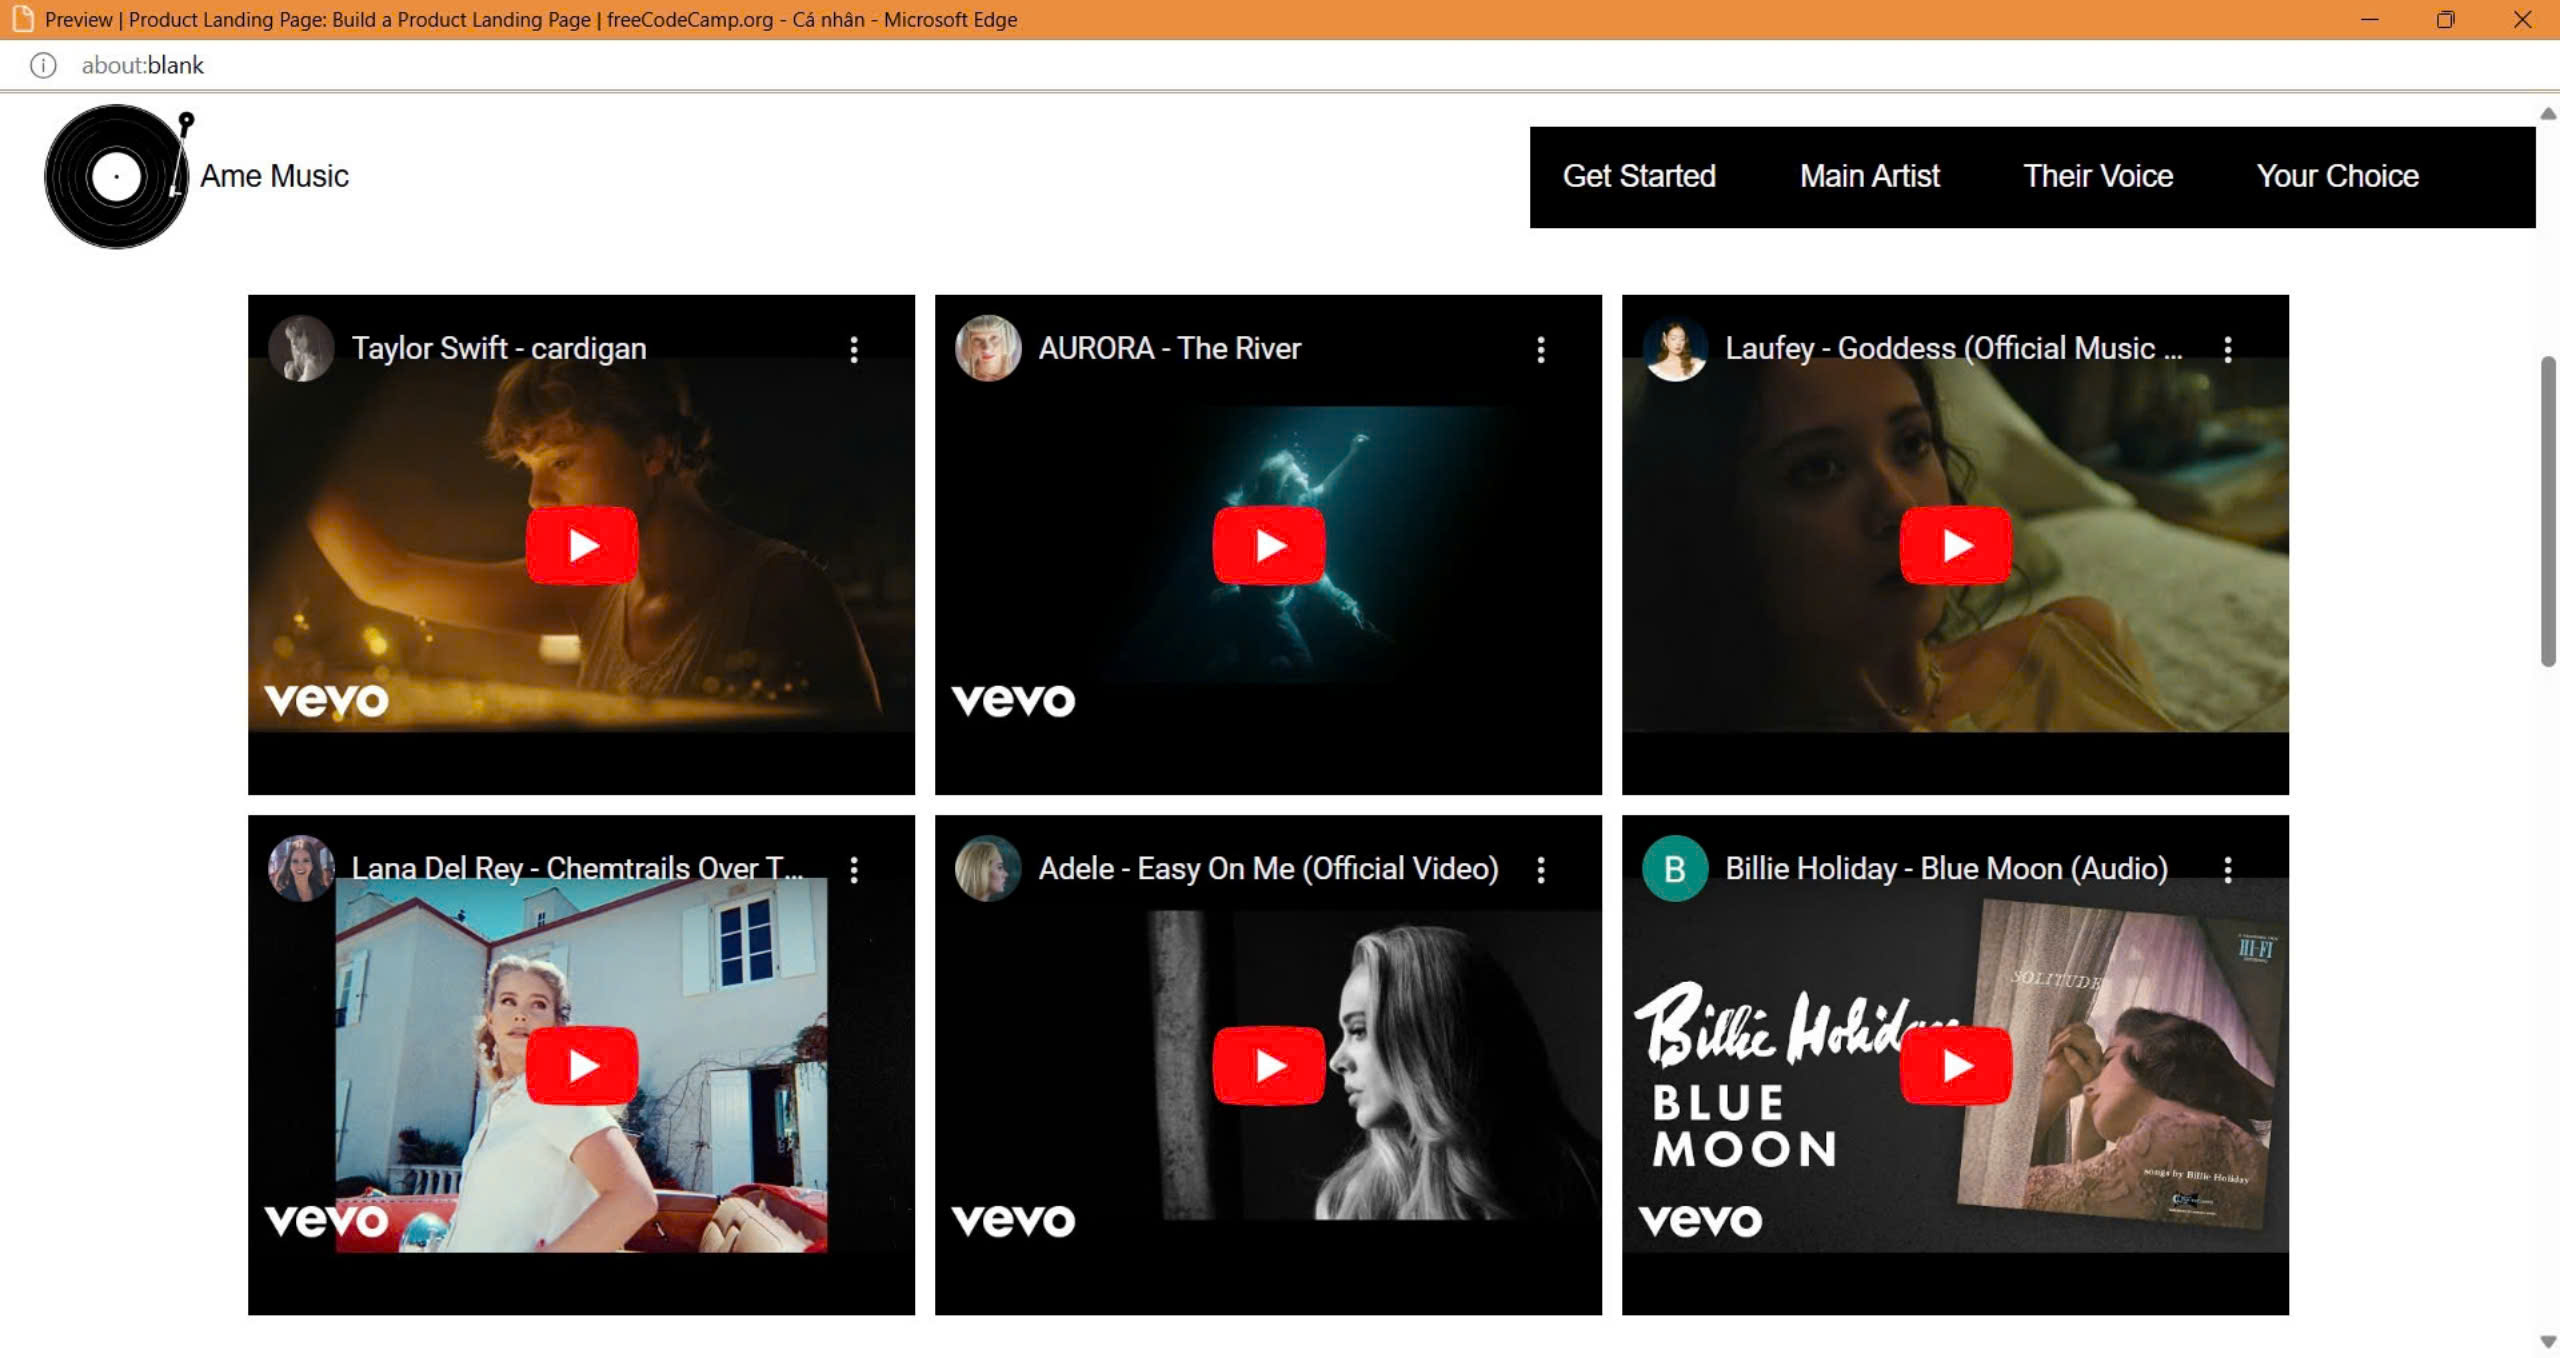 Preview | Product Landing Page: Build a Product Landing Page | freeCodeCamp.org - Cá nhân - Microsoft Edge
about:blank
Ame Music
Get Started Main Artist Their Voice Your Choice
Taylor Swift - cardigan
vevo
AURORA - The River
vevo
Laufey - Goddess (Official Music ...
Lana Del Rey - Chemtrails Over T...
vevo
Adele - Easy On Me (Official Video)
vevo
B
Billie Holiday - Blue Moon (Audio)
HI-FI
SOLITUDE
Billie Holiday
BLUE
MOON
songs by Billie Holiday
vevo